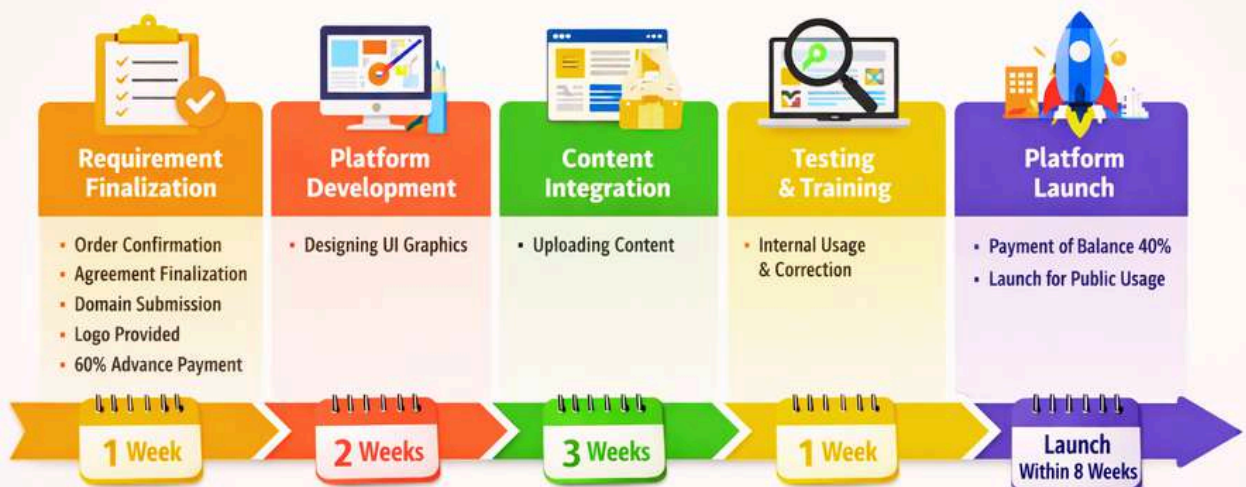 Requirement
Finalization
• Order Confirmation
• Agreement Finalization
• Domain Submission
• Logo Provided
• 60% Advance Payment
1 Week
Platform
Development
• Designing UI Graphics
2 Weeks
Content
Integration
• Uploading Content
3 Weeks
Testing
& Training
• Internal Usage
& Correction
1 Week
Platform
Launch
• Payment of Balance 40%
• Launch for Public Usage
Launch
Within 8 Weeks